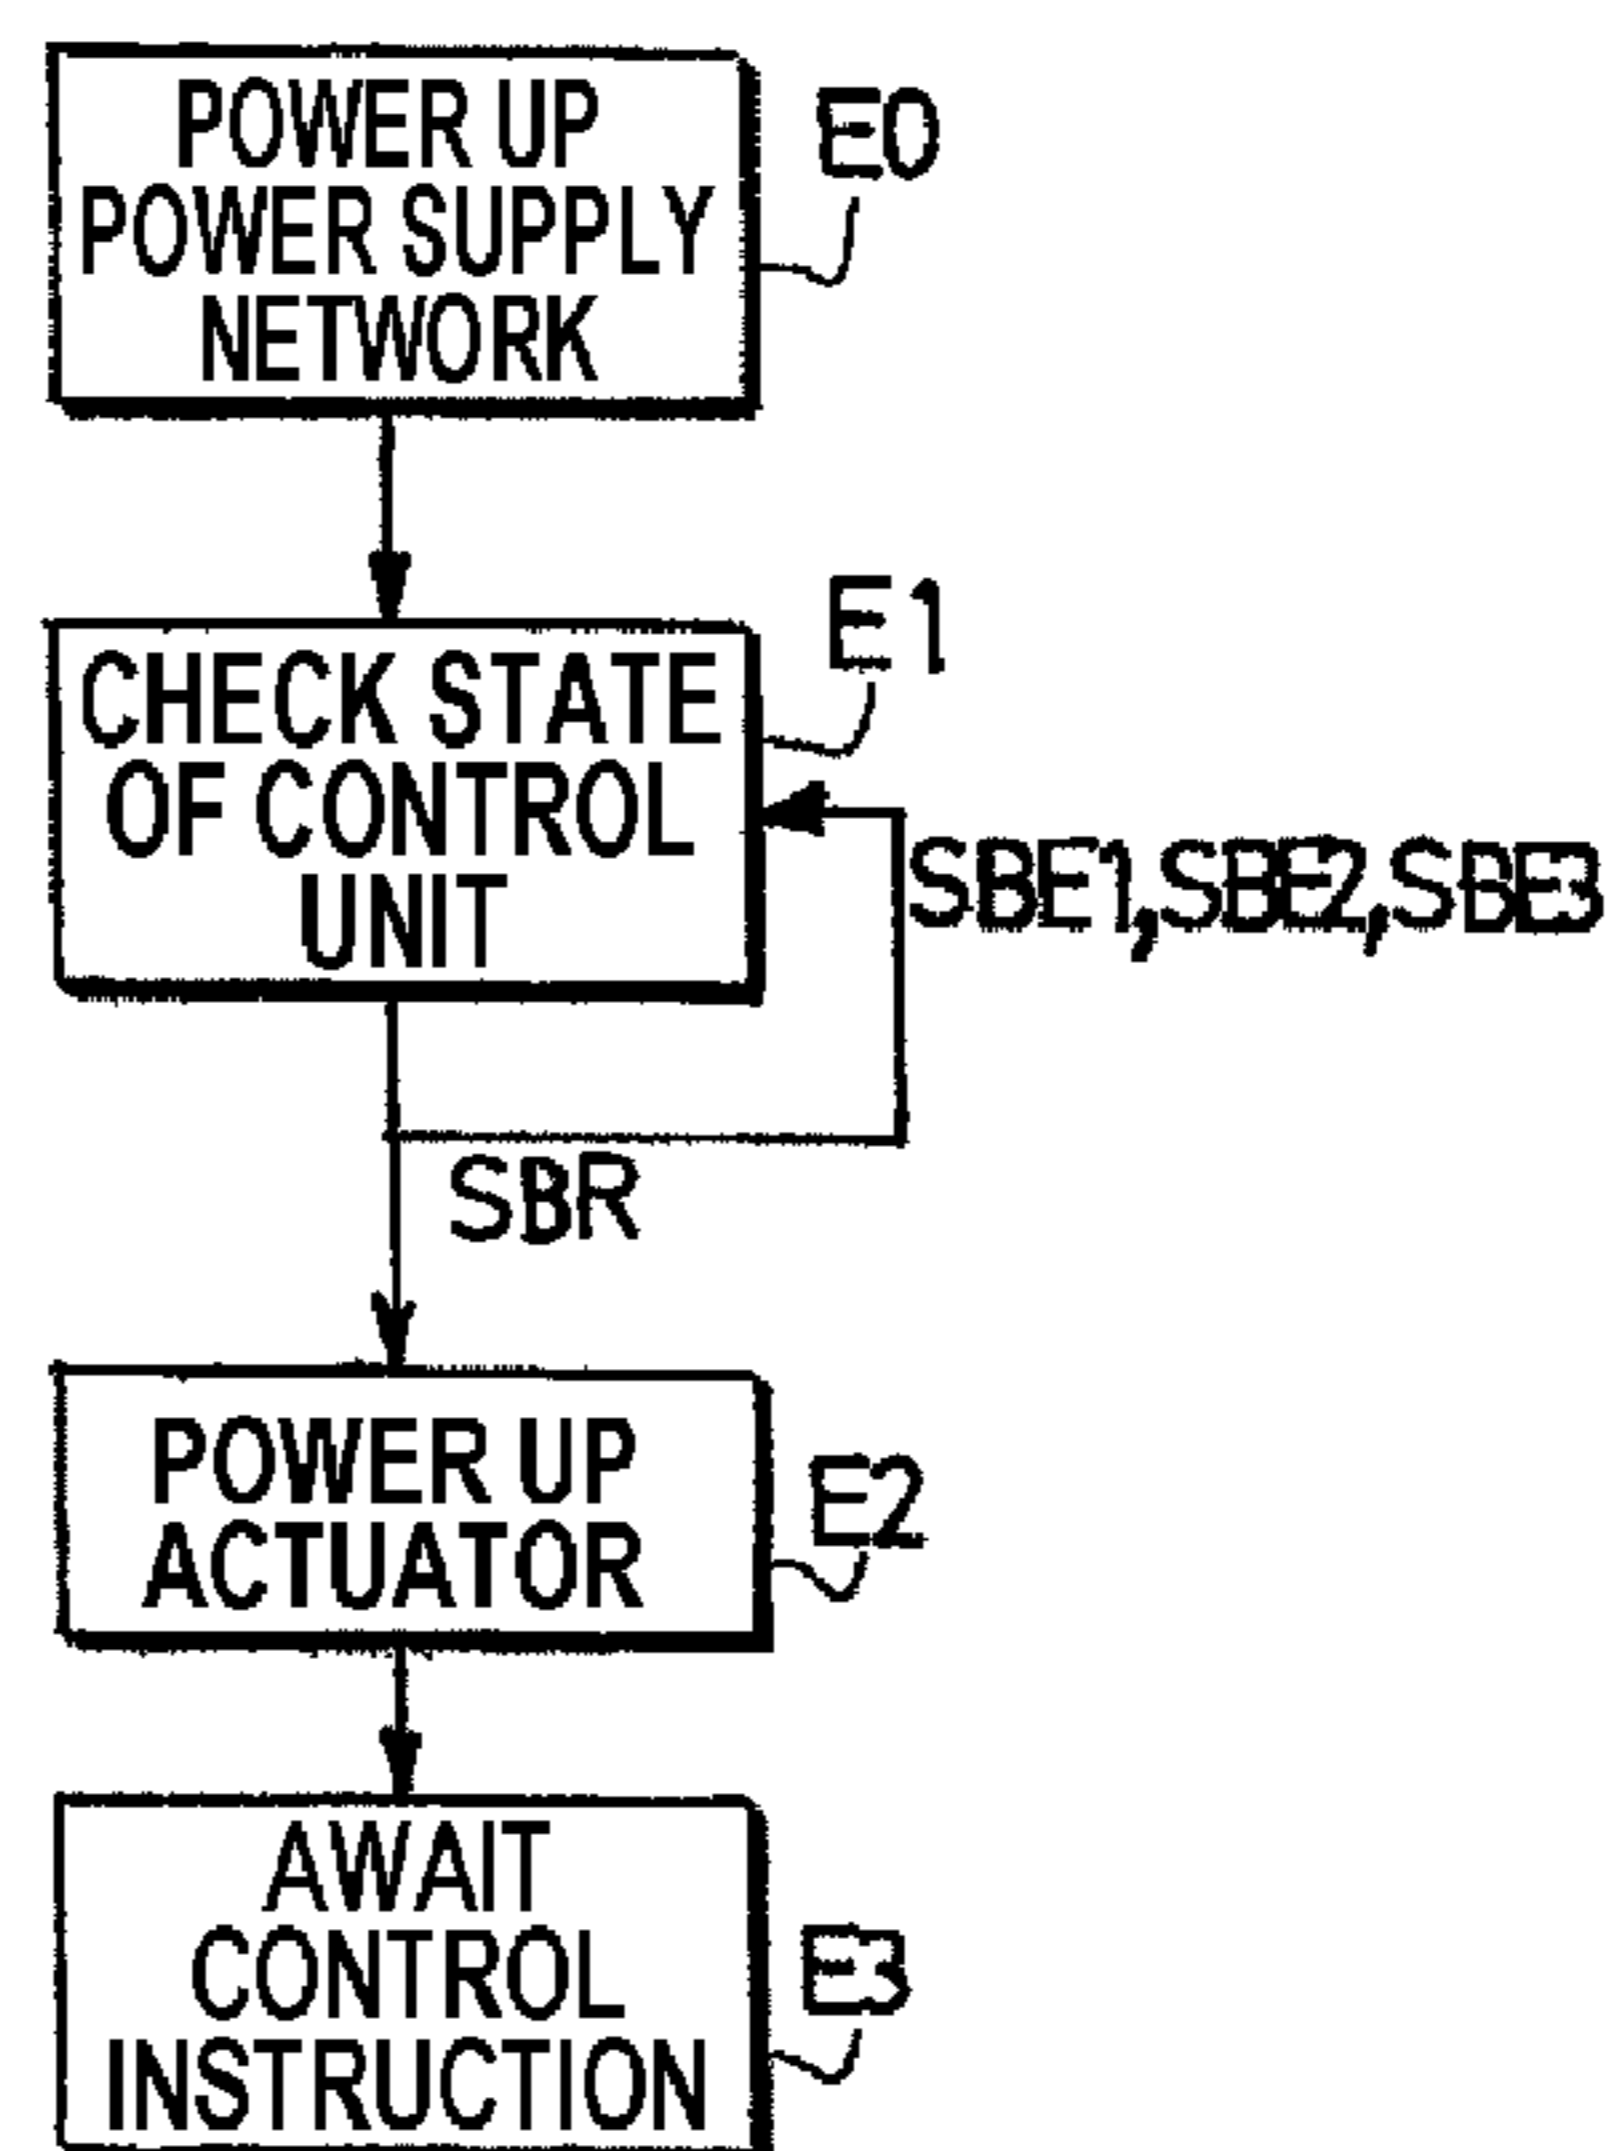 POWER UP
POWER SUPPLY
NETWORK
E0
CHECK STATE
OF CONTROL
UNIT
E1
SBE1,SBE2,SBE3
SBR
POWER UP
ACTUATOR
E2
AWAIT
CONTROL
INSTRUCTION
E3